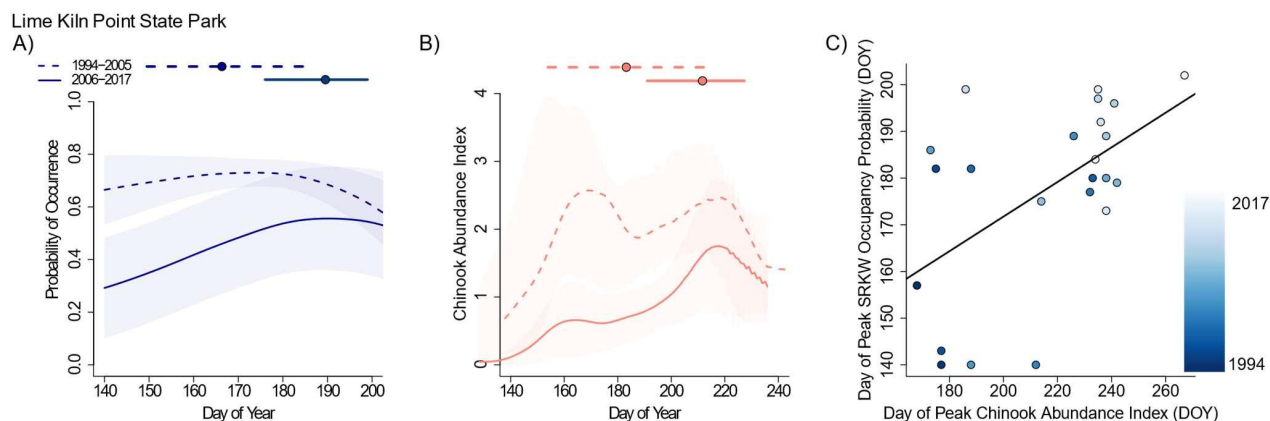 Lime Kiln Point State Park
A)
1994−2005
2006−2017
Probability of Occurrence
1.0
0.8
0.6
0.4
0.2
0.0
140 150 160 170 180 190 200
Day of Year
B)
Chinook Abundance Index
4
3
2
1
0
140 160 180 200 220 240
Day of Year
C)
Day of Peak SRKW Occupancy Probability (DOY)
200
190
180
170
160
150
140
180 200 220 240 260
Day of Peak Chinook Abundance Index (DOY)
2017
1994